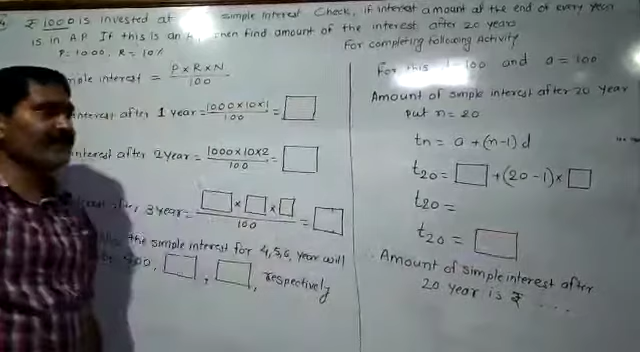 ₹ 1000 is invested at simple interest Check, if interest amount at the end of every year
is in A.P If this is an then find amount of the interest after 20 years
P = 1000, R = 10% For completing following Activity
simple interest = P × R × N / 100
interest after 1 year = 1000×10×1 / 100 = □
interest after 2 year = 1000×10×2 / 100 = □
3 year = □ × □ × □ / 100 = □
the simple interest for 4, 5, 6, year will
□, □, respectively
For this d = 100 and a = 100
Amount of simple interest after 20 year
put n = 20
tn = a + (n-1) d
t20 = □ + (20-1) × □
t20 =
t20 = □
Amount of simple interest after
20 year is ₹ ....